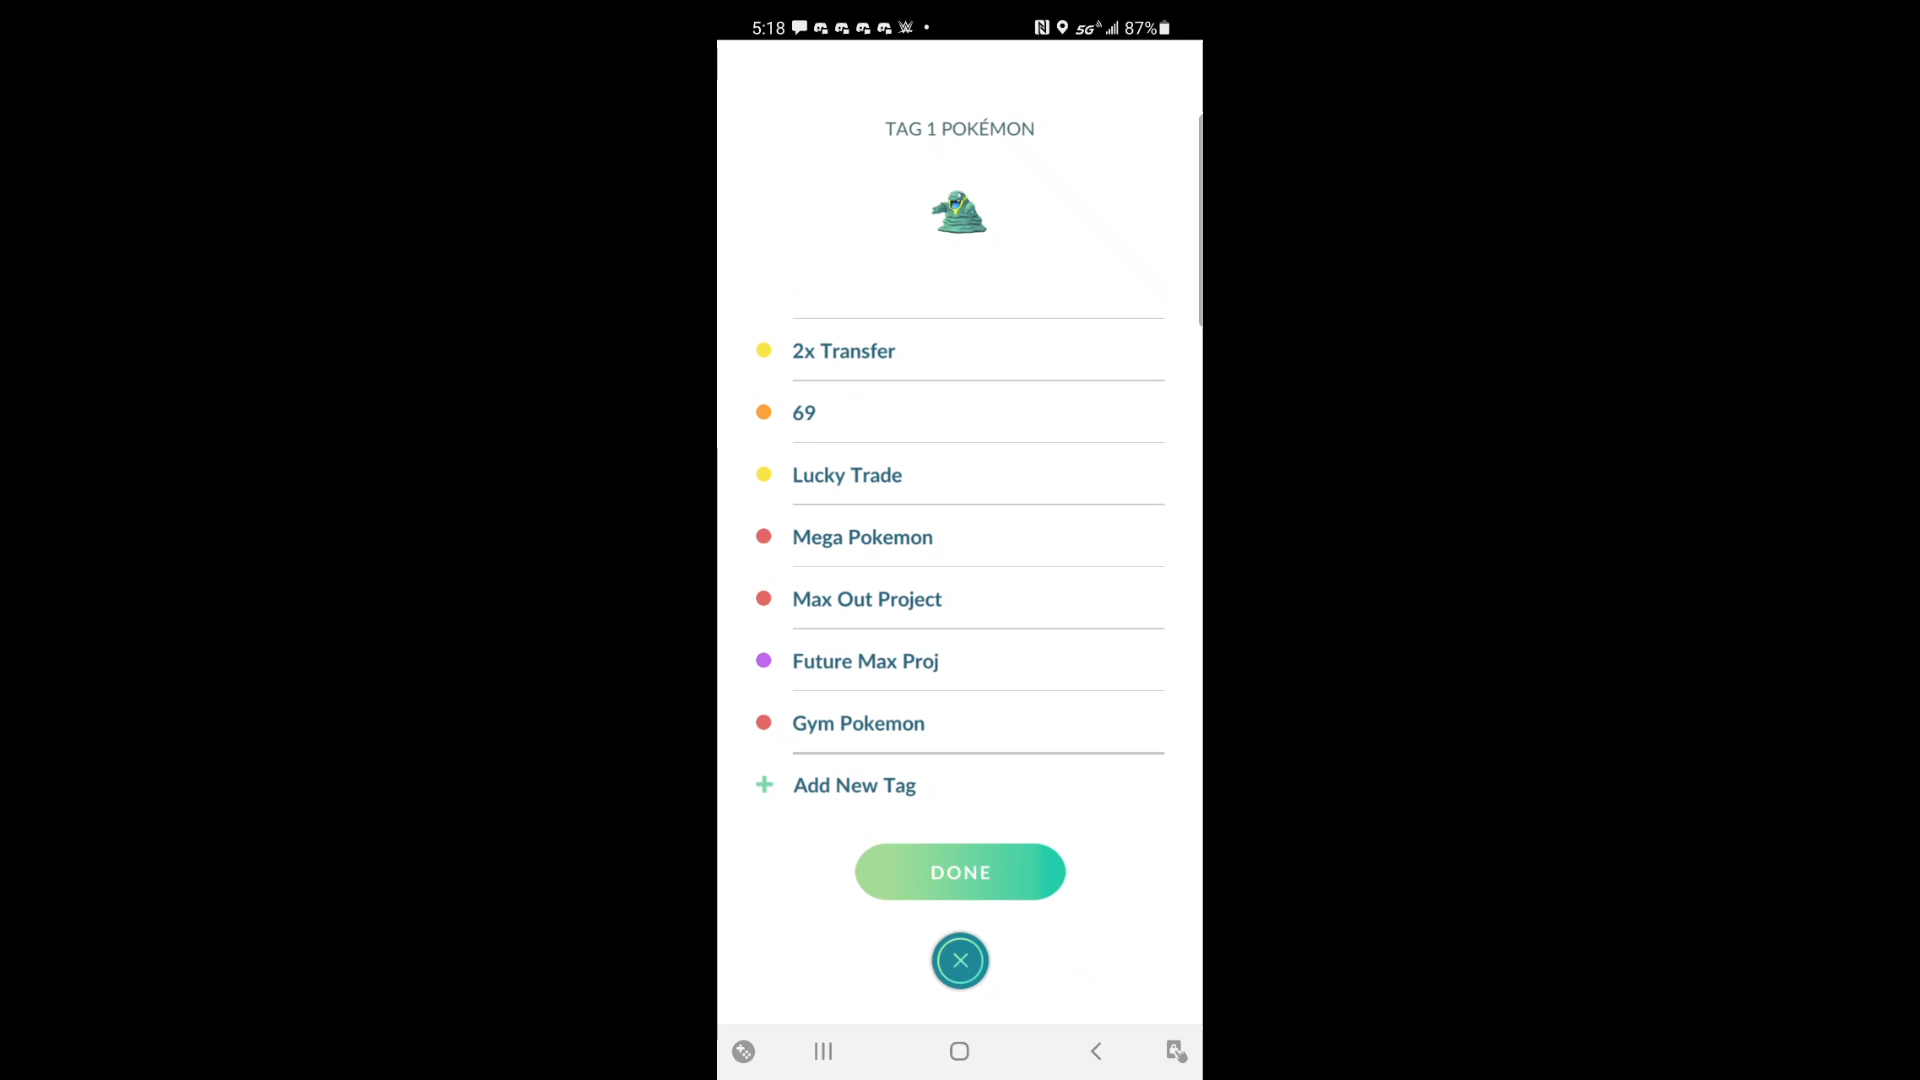 5:18 5G 87%
TAG 1 POKÉMON
2x Transfer
69
Lucky Trade
Mega Pokemon
Max Out Project
Future Max Proj
Gym Pokemon
Add New Tag
DONE